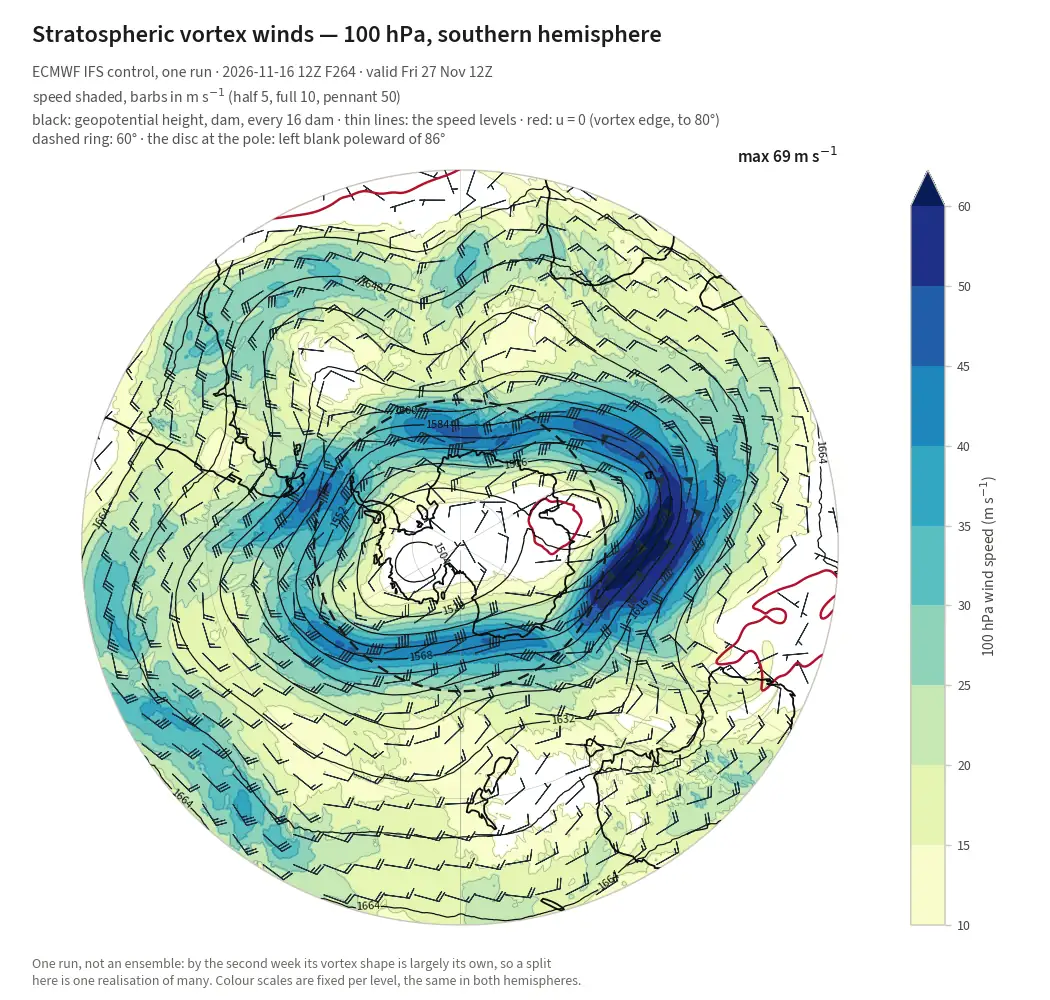 Stratospheric vortex winds — 100 hPa, southern hemisphere
ECMWF IFS control, one run · 2026-11-16 12Z F264 · valid Fri 27 Nov 12Z
speed shaded, barbs in m s⁻¹ (half 5, full 10, pennant 50)
black: geopotential height, dam, every 16 dam · thin lines: the speed levels · red: u = 0 (vortex edge, to 80°)
dashed ring: 60° · the disc at the pole: left blank poleward of 86°
max 69 m s⁻¹
60
50
45
40
35
30
25
20
15
10
100 hPa wind speed (m s⁻¹)
1648
1600
1584
1664
1664
1552
1616
1568
1632
1664
1664
1664
One run, not an ensemble: by the second week its vortex shape is largely its own, so a split
here is one realisation of many. Colour scales are fixed per level, the same in both hemispheres.